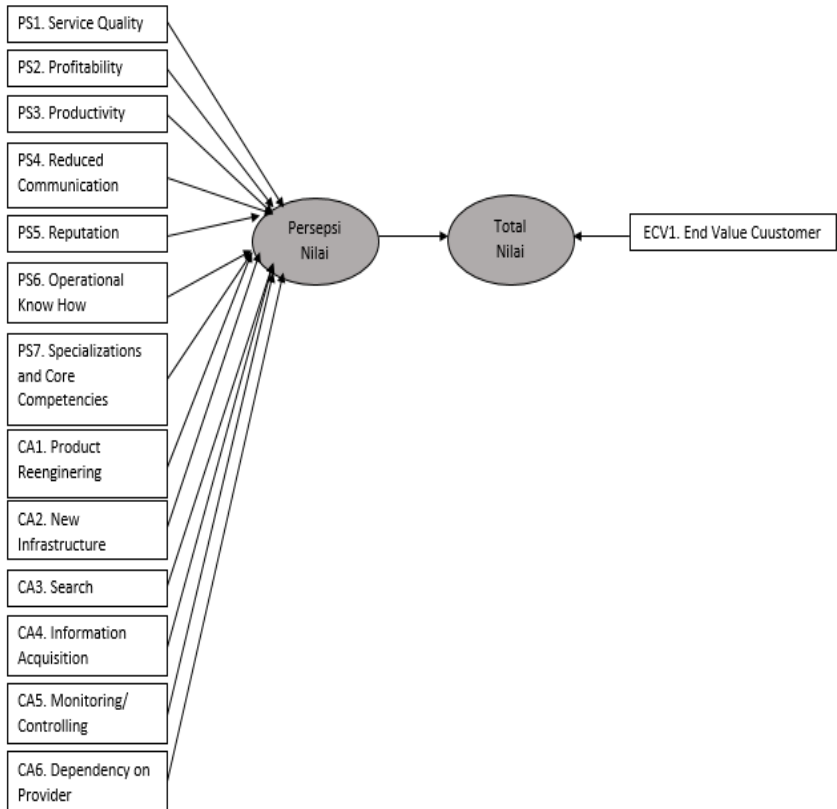 PS1. Service Quality
PS2. Profitability
PS3. Productivity
PS4. Reduced
Communication
PS5. Reputation
PS6. Operational
Know How
PS7. Specializations
and Core
Competencies
CA1. Product
Reenginering
CA2. New
Infrastructure
CA3. Search
CA4. Information
Acquisition
CA5. Monitoring/
Controlling
CA6. Dependency on
Provider
Persepsi
Nilai
Total
Nilai
ECV1. End Value Cuustomer